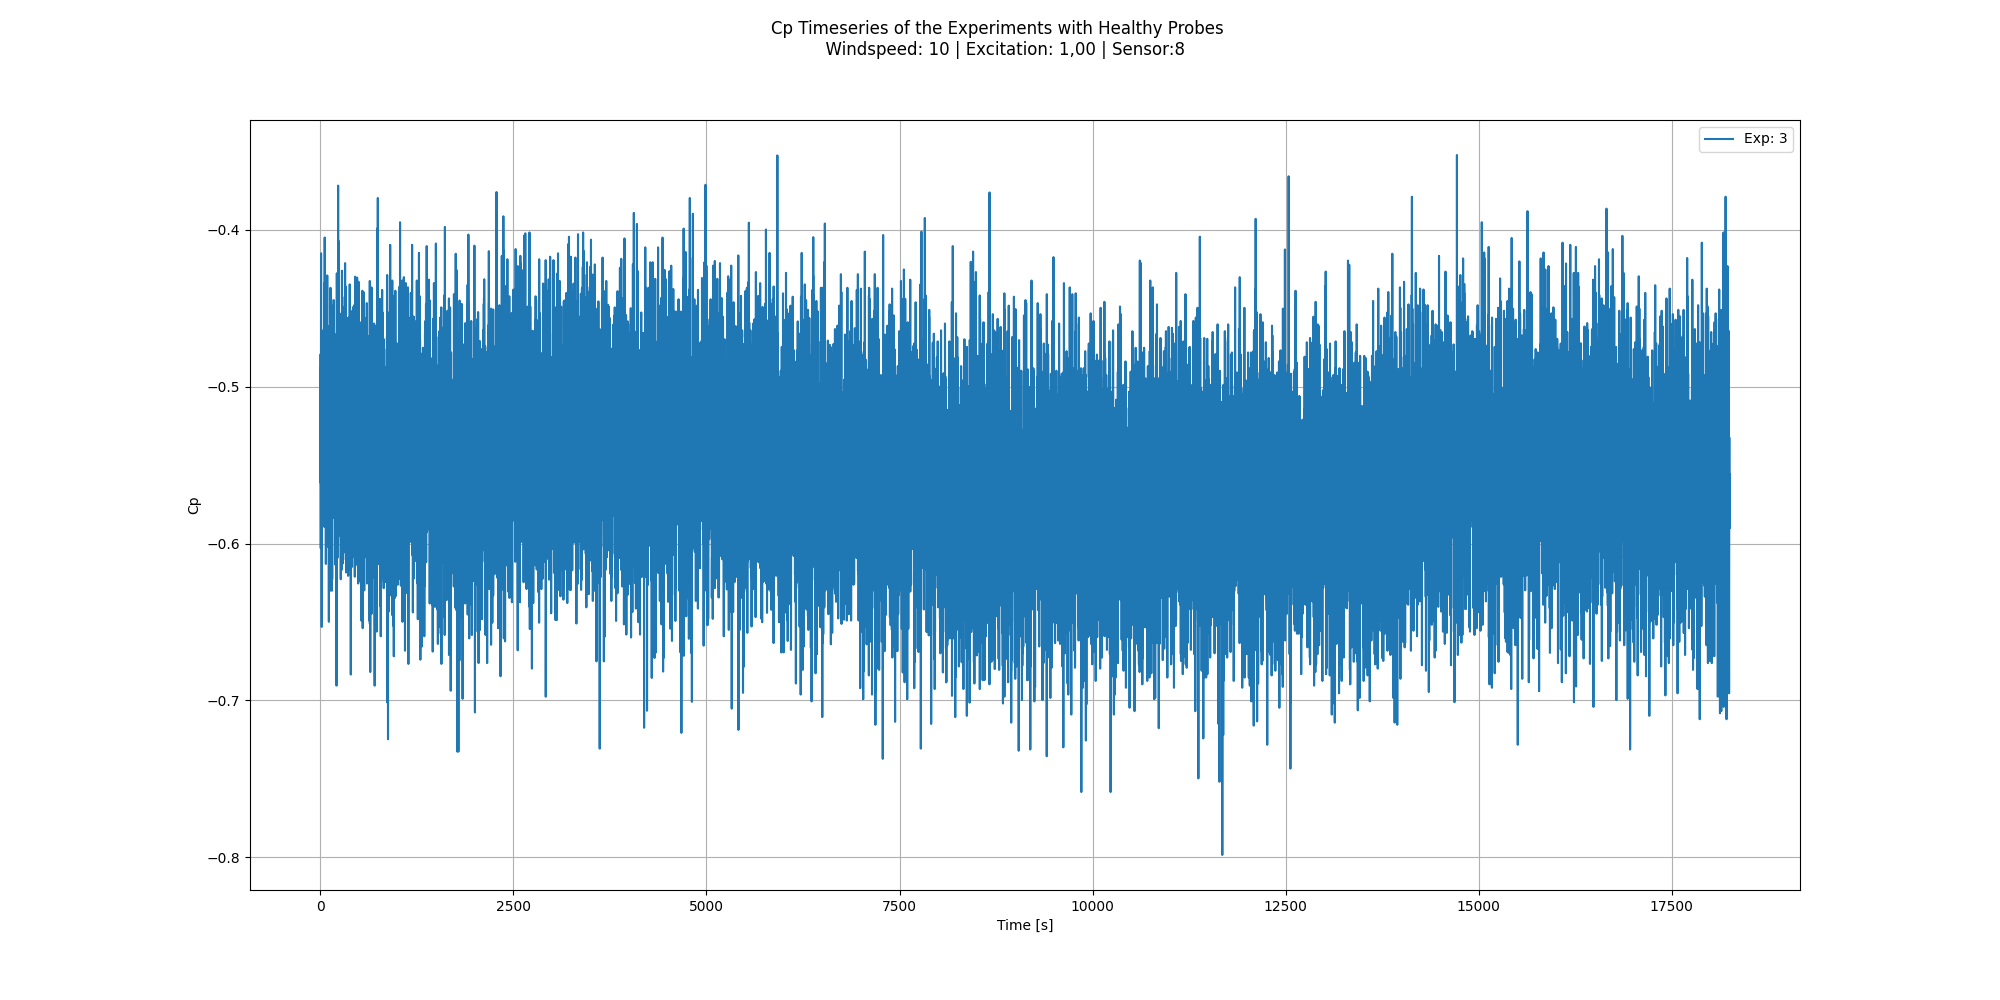 Cp Timeseries of the Experiments with Healthy Probes
Windspeed: 10 | Excitation: 1,00 | Sensor:8
Exp: 3
−0.4
−0.5
−0.6
−0.7
−0.8
Cp
0 2500 5000 7500 10000 12500 15000 17500
Time [s]